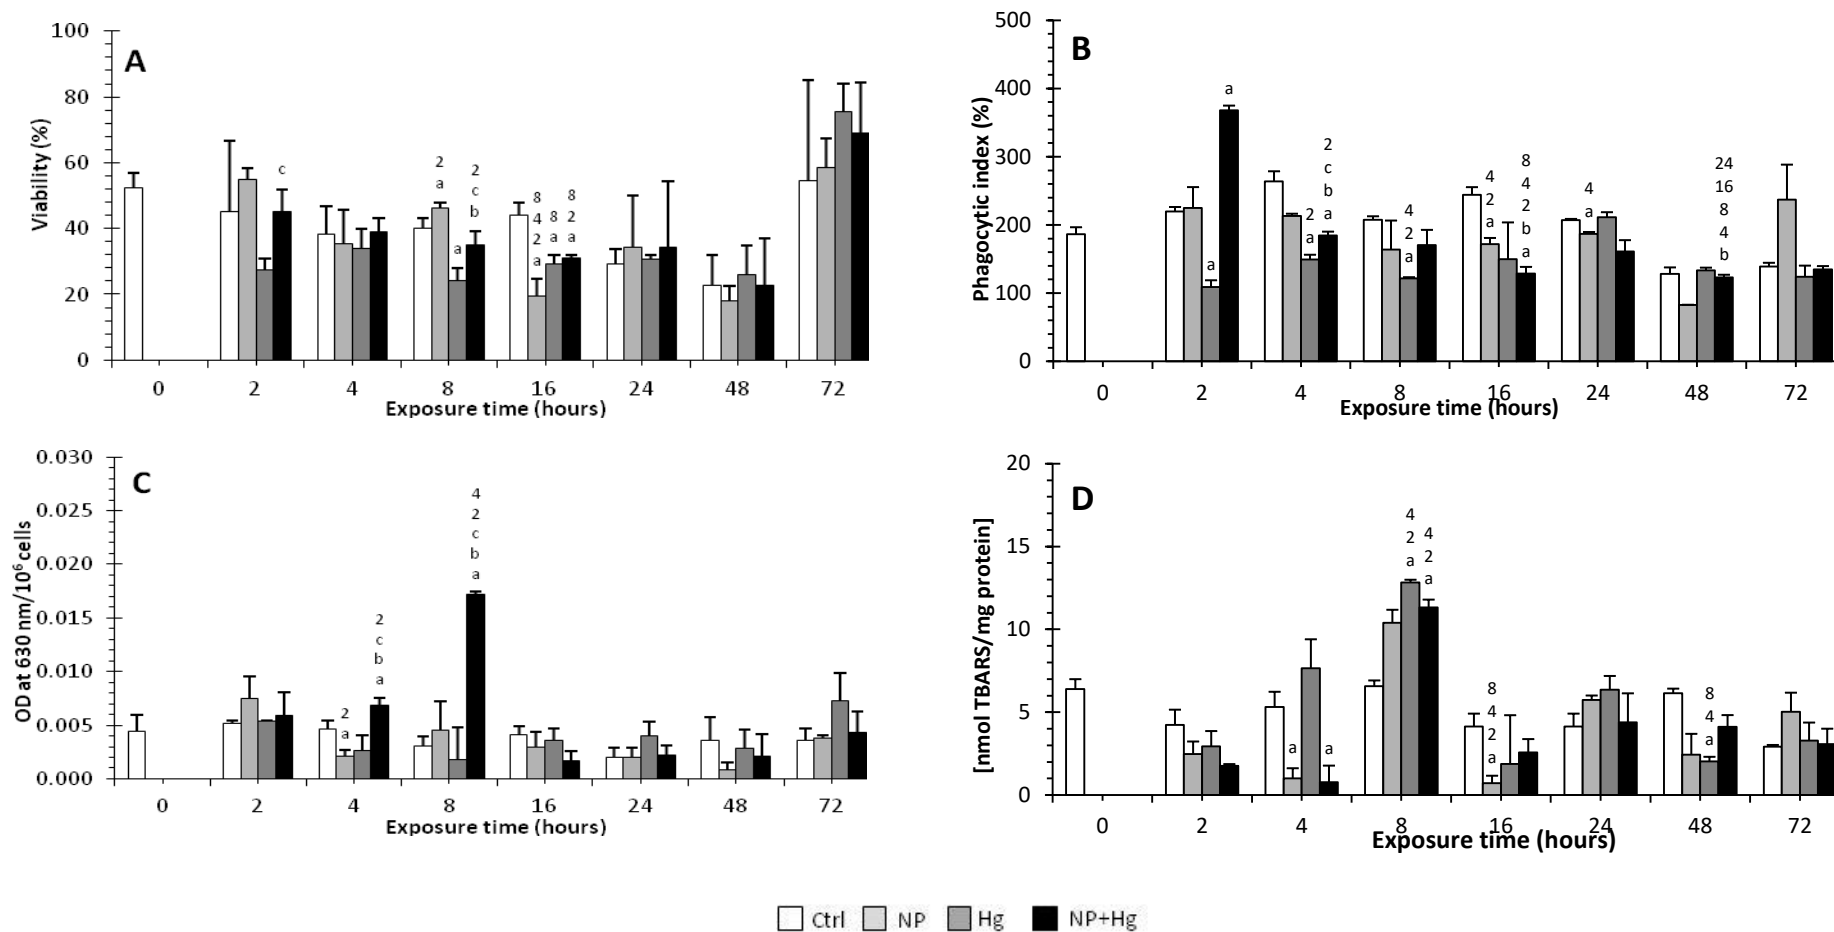 A
Viability (%)
100
80
60
40
20
0
c
2
a
a
2
c
b
8
4
2
a
8
a
8
2
a
0 2 4 8 16 24 48 72
Exposure time (hours)
B
Phagocytic index (%)
500
400
300
200
100
0
a
a
2
a
2
c
b
a
4
2
a
4
2
a
8
4
2
b
a
4
a
24
16
8
4
b
0 2 4 8 16 24 48 72
Exposure time (hours)
C
OD at 630 nm/10⁶ cells
0.030
0.025
0.020
0.015
0.010
0.005
0.000
2
a
2
c
b
a
4
2
c
b
a
0 2 4 8 16 24 48 72
Exposure time (hours)
D
[nmol TBARS/mg protein]
20
15
10
5
0
a
a
4
2
a
4
2
a
8
4
2
a
8
4
a
0 2 4 8 16 24 48 72
Exposure time (hours)
Ctrl NP Hg NP+Hg